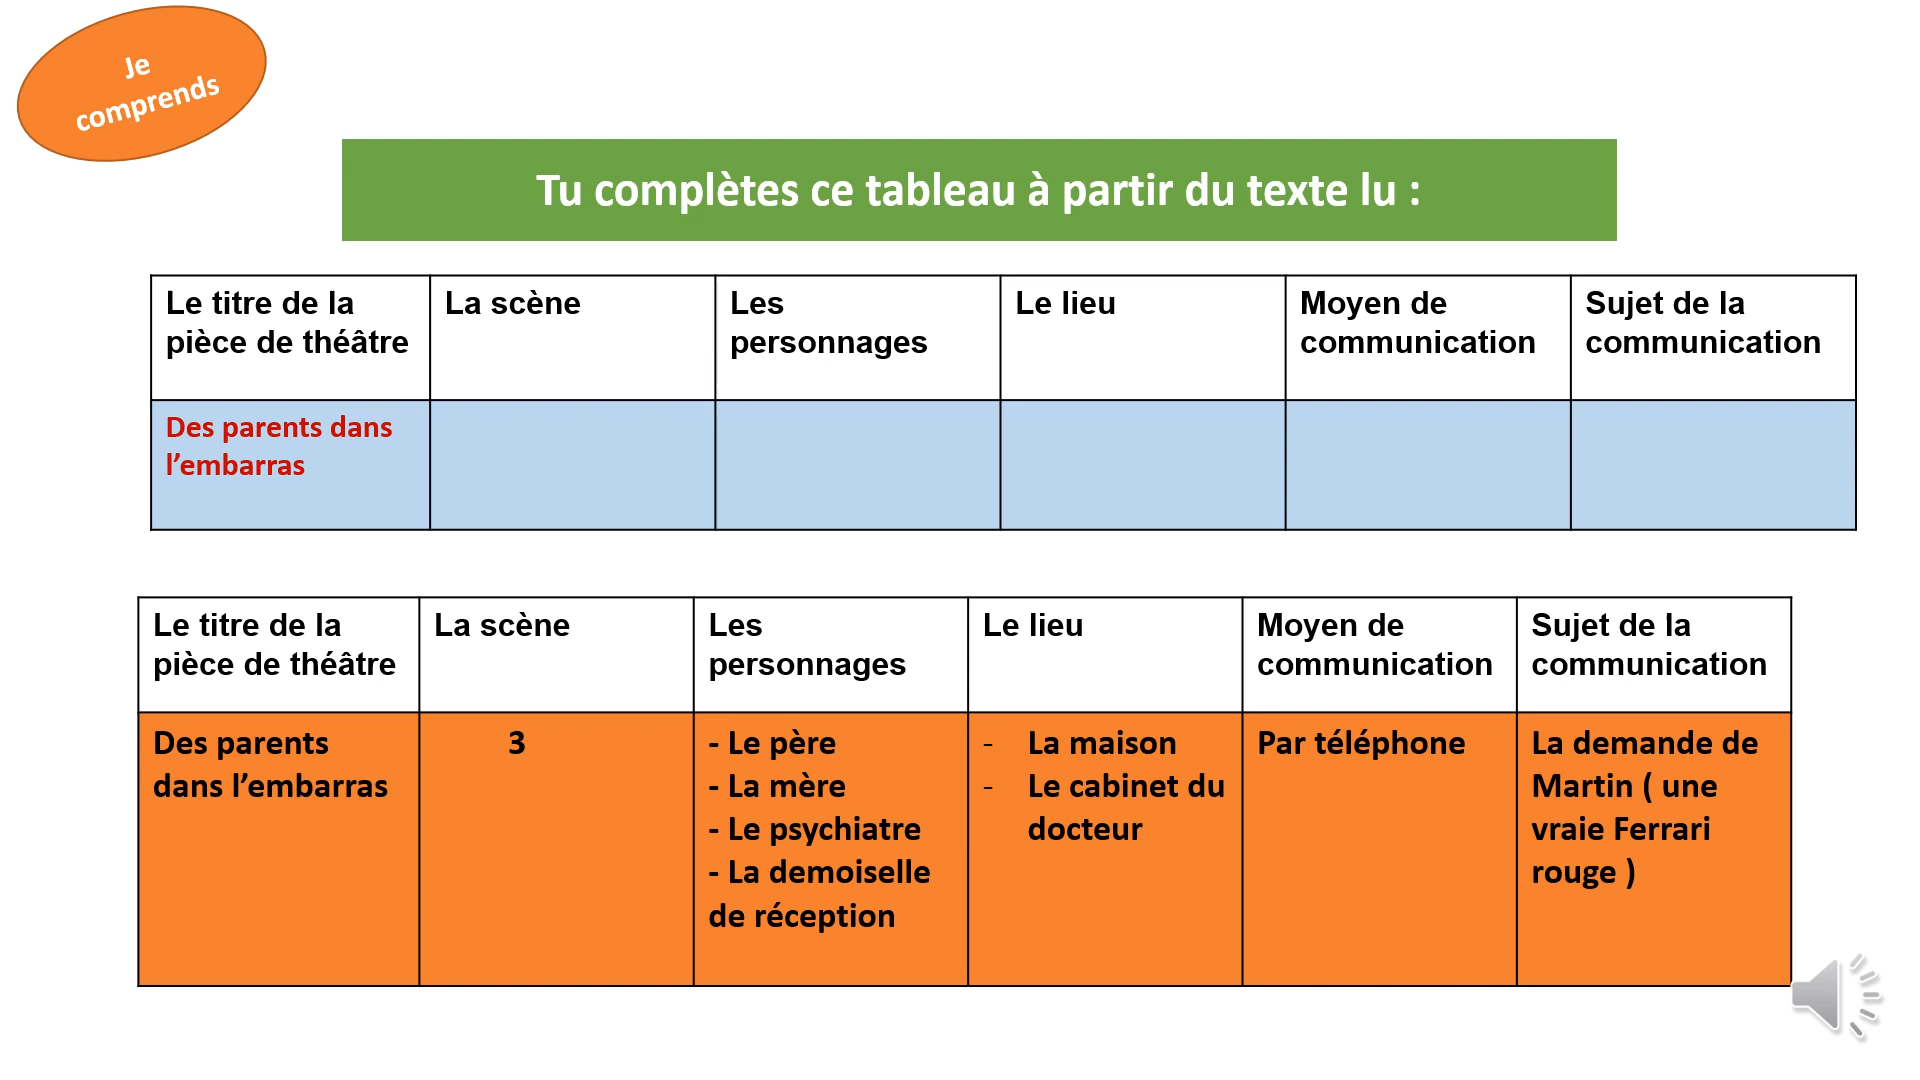 Je
comprends
Tu complètes ce tableau à partir du texte lu :
Le titre de la
pièce de théâtre
La scène
Les
personnages
Le lieu
Moyen de
communication
Sujet de la
communication
Des parents dans
l’embarras
Le titre de la
pièce de théâtre
La scène
Les
personnages
Le lieu
Moyen de
communication
Sujet de la
communication
Des parents
dans l’embarras
3
- Le père
- La mère
- Le psychiatre
- La demoiselle
de réception
- La maison
- Le cabinet du
docteur
Par téléphone
La demande de
Martin ( une
vraie Ferrari
rouge )